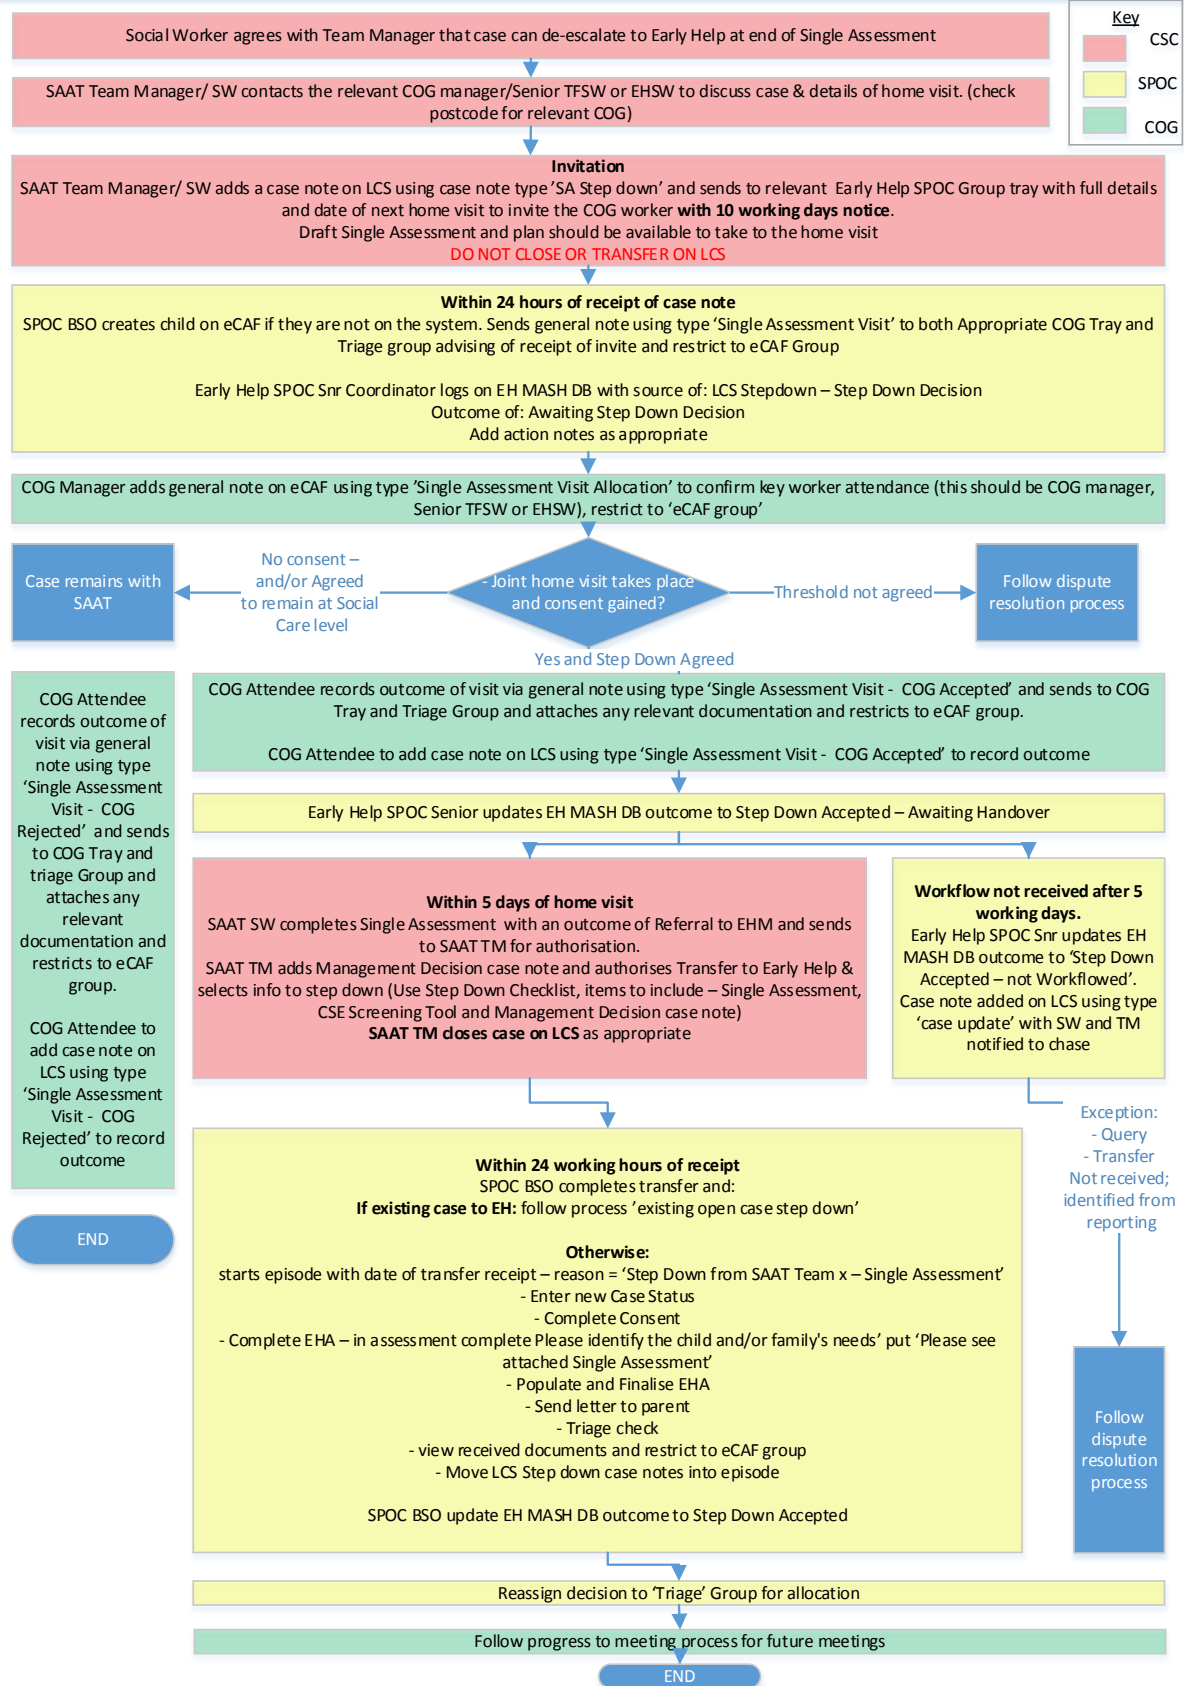 Key
CSC
SPOC
COG
Social Worker agrees with Team Manager that case can de-escalate to Early Help at end of Single Assessment
SAAT Team Manager/ SW contacts the relevant COG manager/Senior TFSW or EHSW to discuss case & details of home visit. (check
postcode for relevant COG)
Invitation
SAAT Team Manager/ SW adds a case note on LCS using case note type ’SA Step down’ and sends to relevant Early Help SPOC Group tray with full details
and date of next home visit to invite the COG worker with 10 working days notice.
Draft Single Assessment and plan should be available to take to the home visit
DO NOT CLOSE OR TRANSFER ON LCS
Within 24 hours of receipt of case note
SPOC BSO creates child on eCAF if they are not on the system. Sends general note using type ‘Single Assessment Visit’ to both Appropriate COG Tray and
Triage group advising of receipt of invite and restrict to eCAF Group
Early Help SPOC Snr Coordinator logs on EH MASH DB with source of: LCS Stepdown – Step Down Decision
Outcome of: Awaiting Step Down Decision
Add action notes as appropriate
COG Manager adds general note on eCAF using type ’Single Assessment Visit Allocation’ to confirm key worker attendance (this should be COG manager,
Senior TFSW or EHSW), restrict to ‘eCAF group’
Case remains with
SAAT
No consent –
and/or Agreed
to remain at Social
Care level
- Joint home visit takes place
and consent gained?
Threshold not agreed
Follow dispute
resolution process
Yes and Step Down Agreed
COG Attendee
records outcome of
visit via general
note using type
‘Single Assessment
Visit - COG
Rejected’ and sends
to COG Tray and
triage Group and
attaches any
relevant
documentation and
restricts to eCAF
group.
COG Attendee to
add case note on
LCS using type
‘Single Assessment
Visit - COG
Rejected’ to record
outcome
END
COG Attendee records outcome of visit via general note using type ‘Single Assessment Visit - COG Accepted’ and sends to COG
Tray and Triage Group and attaches any relevant documentation and restricts to eCAF group.
COG Attendee to add case note on LCS using type ‘Single Assessment Visit - COG Accepted’ to record outcome
Early Help SPOC Senior updates EH MASH DB outcome to Step Down Accepted – Awaiting Handover
Within 5 days of home visit
SAAT SW completes Single Assessment with an outcome of Referral to EHM and sends
to SAAT TM for authorisation.
SAAT TM adds Management Decision case note and authorises Transfer to Early Help &
selects info to step down (Use Step Down Checklist, items to include – Single Assessment,
CSE Screening Tool and Management Decision case note)
SAAT TM closes case on LCS as appropriate
Workflow not received after 5
working days.
Early Help SPOC Snr updates EH
MASH DB outcome to ‘Step Down
Accepted – not Workflowed’.
Case note added on LCS using type
‘case update’ with SW and TM
notified to chase
Exception:
- Query
- Transfer
Not received;
identified from
reporting
Follow
dispute
resolution
process
Within 24 working hours of receipt
SPOC BSO completes transfer and:
If existing case to EH: follow process ’existing open case step down’
Otherwise:
starts episode with date of transfer receipt – reason = ‘Step Down from SAAT Team x – Single Assessment’
- Enter new Case Status
- Complete Consent
- Complete EHA – in assessment complete Please identify the child and/or family's needs’ put ‘Please see
attached Single Assessment’
- Populate and Finalise EHA
- Send letter to parent
- Triage check
- view received documents and restrict to eCAF group
- Move LCS Step down case notes into episode
SPOC BSO update EH MASH DB outcome to Step Down Accepted
Reassign decision to ‘Triage’ Group for allocation
Follow progress to meeting process for future meetings
END